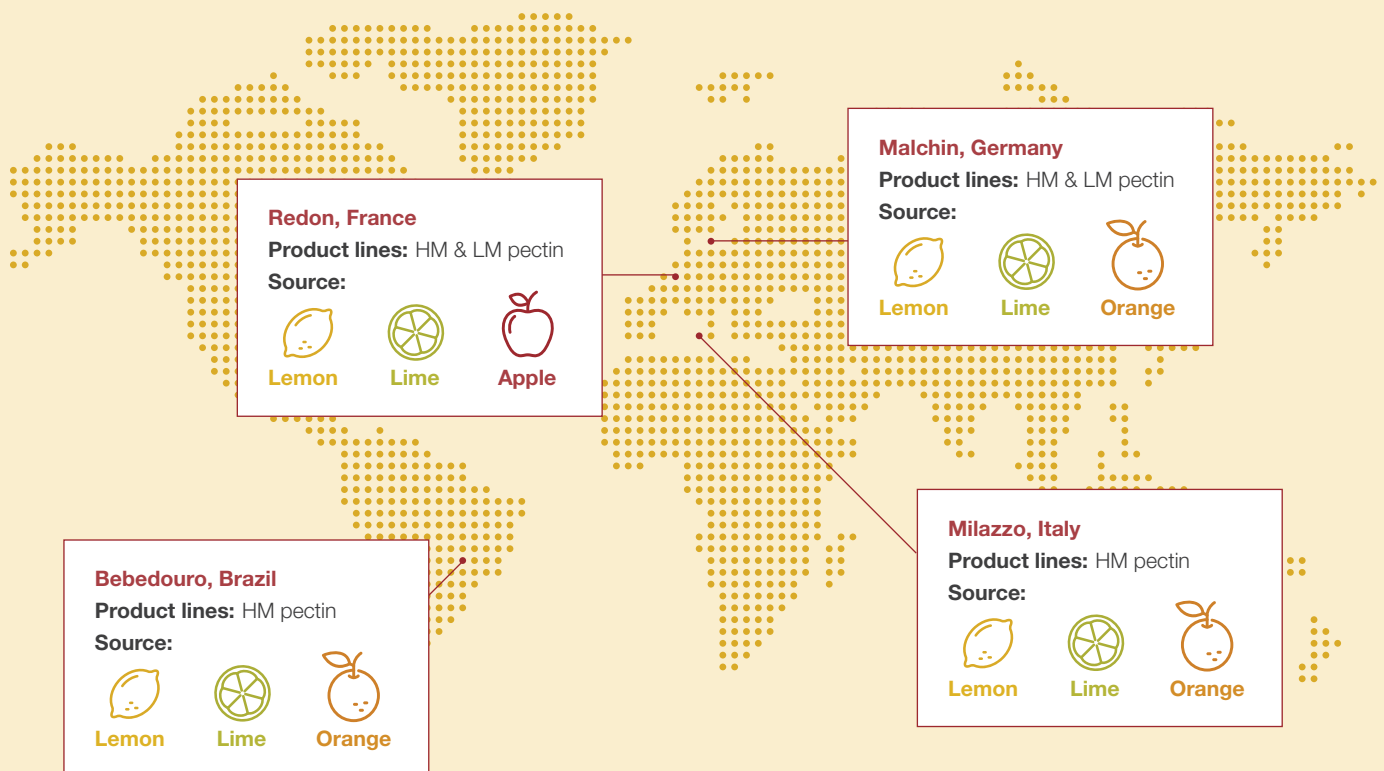 Malchin, Germany
Product lines: HM & LM pectin
Source:
Lemon Lime Orange
Redon, France
Product lines: HM & LM pectin
Source:
Lemon Lime Apple
Milazzo, Italy
Product lines: HM pectin
Source:
Lemon Lime Orange
Bebedouro, Brazil
Product lines: HM pectin
Source:
Lemon Lime Orange